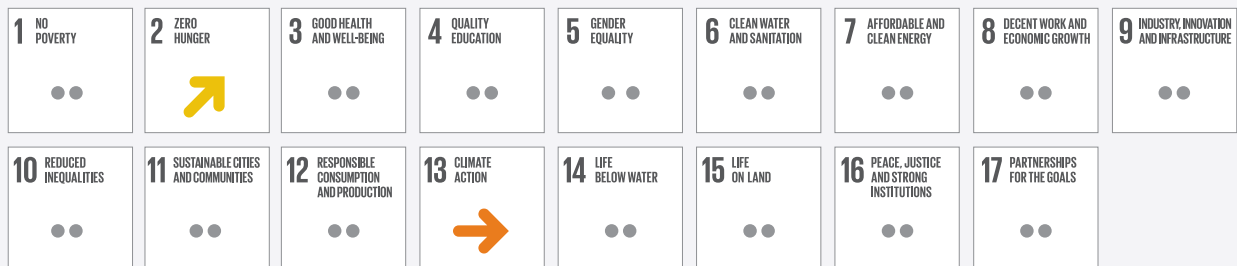 1 NO
POVERTY
2 ZERO
HUNGER
3 GOOD HEALTH
AND WELL-BEING
4 QUALITY
EDUCATION
5 GENDER
EQUALITY
6 CLEAN WATER
AND SANITATION
7 AFFORDABLE AND
CLEAN ENERGY
8 DECENT WORK AND
ECONOMIC GROWTH
9 INDUSTRY, INNOVATION
AND INFRASTRUCTURE
10 REDUCED
INEQUALITIES
11 SUSTAINABLE CITIES
AND COMMUNITIES
12 RESPONSIBLE
CONSUMPTION
AND PRODUCTION
13 CLIMATE
ACTION
14 LIFE
BELOW WATER
15 LIFE
ON LAND
16 PEACE, JUSTICE
AND STRONG
INSTITUTIONS
17 PARTNERSHIPS
FOR THE GOALS